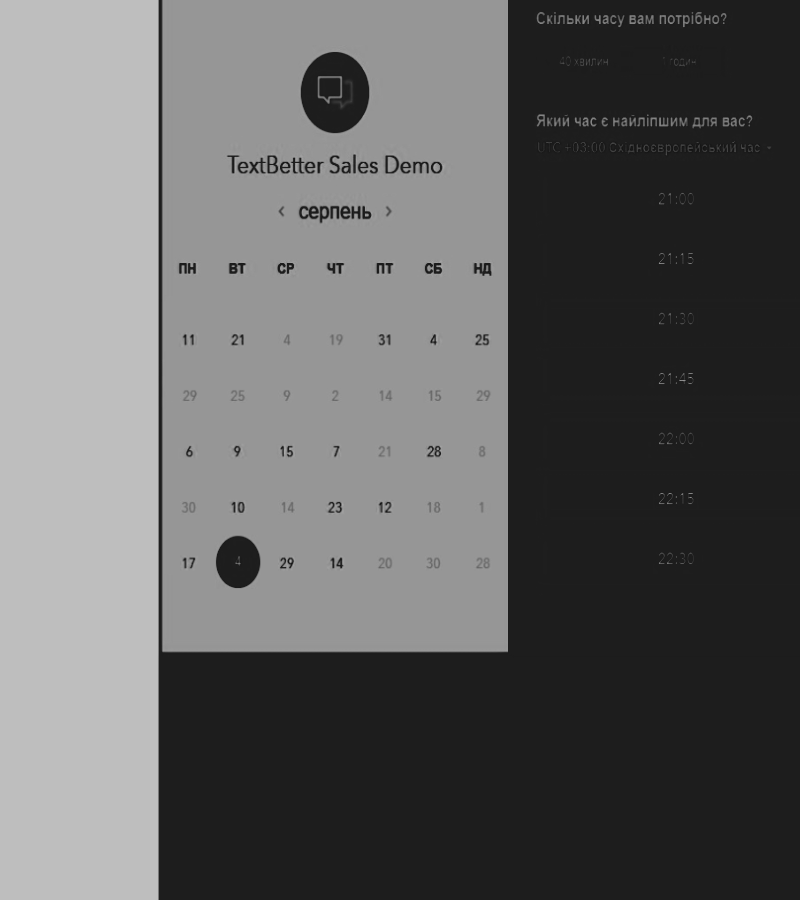 TextBetter Sales Demo
‹ серпень ›
ПН ВТ СР ЧТ ПТ СБ НД
11 21 4 19 31 4 25
29 25 9 2 14 15 29
6 9 15 7 21 28 8
30 10 14 23 12 18 1
17 4 29 14 20 30 28
Скільки часу вам потрібно?
40 хвилин 1 годин
Який час є найліпшим для вас?
UTC +03:00 Східноєвропейський час
21:00
21:15
21:30
21:45
22:00
22:15
22:30